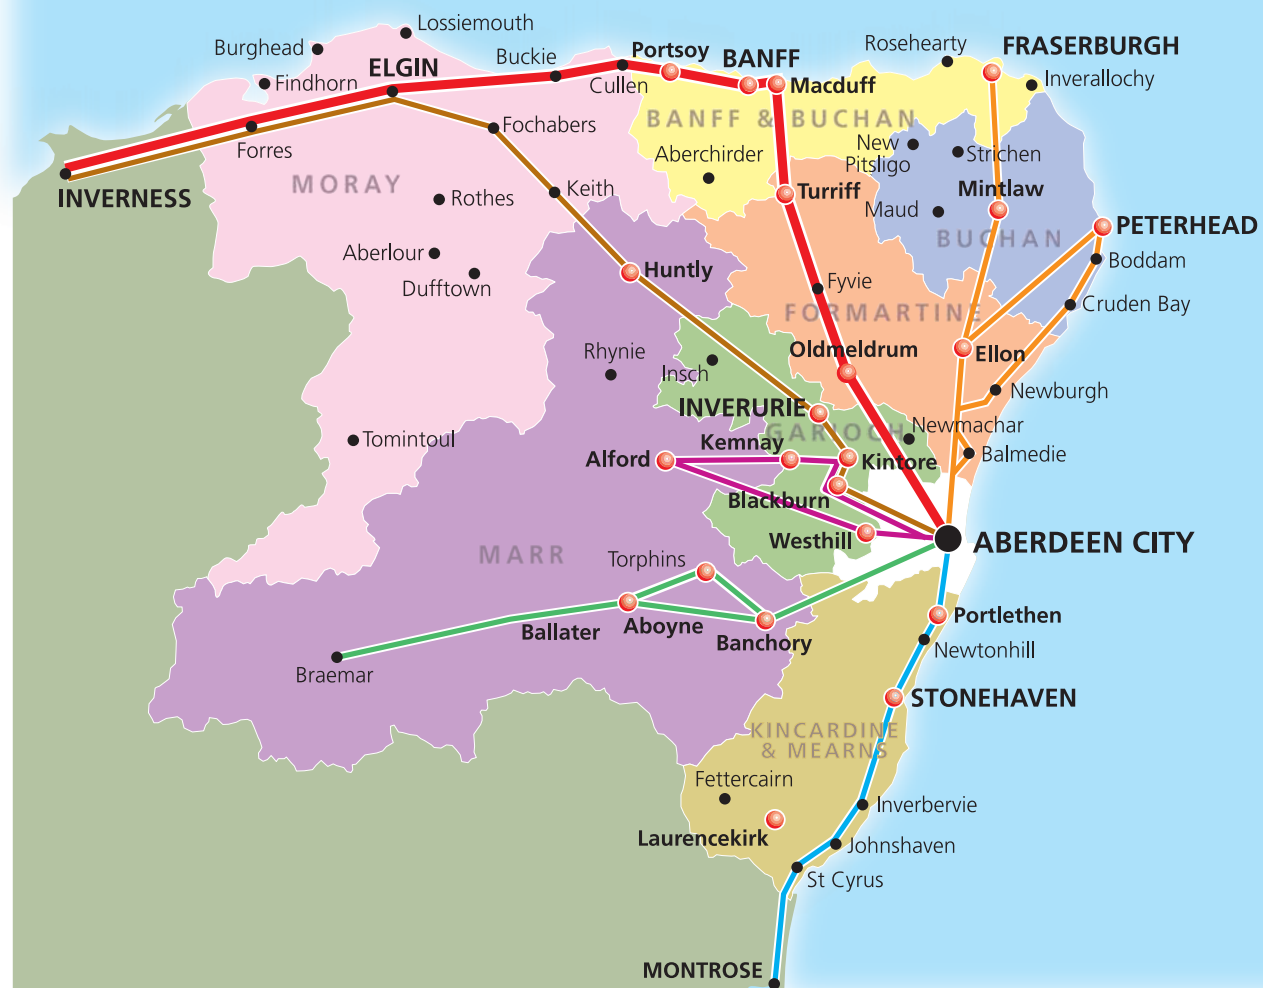 Lossiemouth
Burghead
Rosehearty
FRASERBURGH
Portsoy
BANFF
Buckie
ELGIN
Findhorn
Cullen
Macduff
Inverallochy
BANFF & BUCHAN
Fochabers
Forres
Aberchirder
New
Pitsligo
Strichen
MORAY
INVERNESS
Rothes
Keith
Turriff
Mintlaw
Maud
PETERHEAD
BUCHAN
Aberlour
Boddam
Huntly
Dufftown
Fyvie
Cruden Bay
FORMARTINE
Rhynie
Oldmeldrum
Ellon
Insch
Newburgh
INVERURIE
GARIOCH
Newmachar
Tomintoul
Kemnay
Balmedie
Alford
Kintore
Blackburn
Westhill
ABERDEEN CITY
MARR
Torphins
Portlethen
Ballater
Aboyne
Banchory
Newtonhill
Braemar
STONEHAVEN
KINCARDINE
& MEARNS
Fettercairn
Inverbervie
Laurencekirk
Johnshaven
St Cyrus
MONTROSE